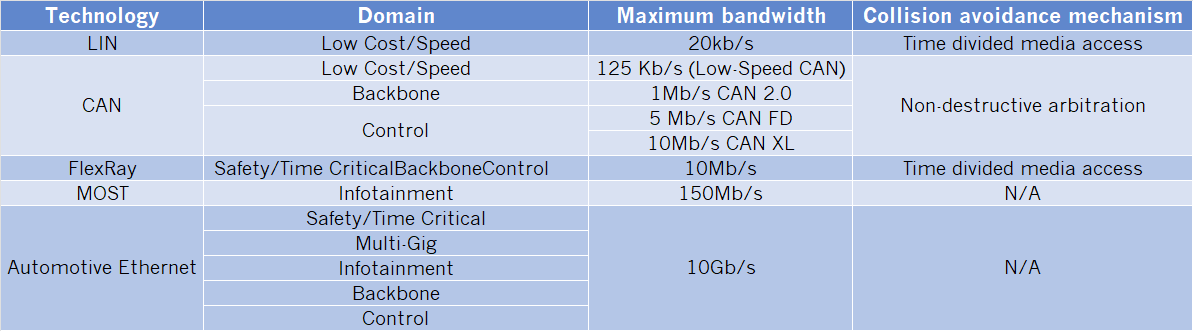 Technology Domain Maximum bandwidth Collision avoidance mechanism
LIN Low Cost/Speed 20kb/s Time divided media access
CAN Low Cost/Speed 125 Kb/s (Low-Speed CAN) Non-destructive arbitration
Backbone 1Mb/s CAN 2.0
Control 5 Mb/s CAN FD
10Mb/s CAN XL
FlexRay Safety/Time CriticalBackboneControl 10Mb/s Time divided media access
MOST Infotainment 150Mb/s N/A
Automotive Ethernet Safety/Time Critical 10Gb/s N/A
Multi-Gig
Infotainment
Backbone
Control